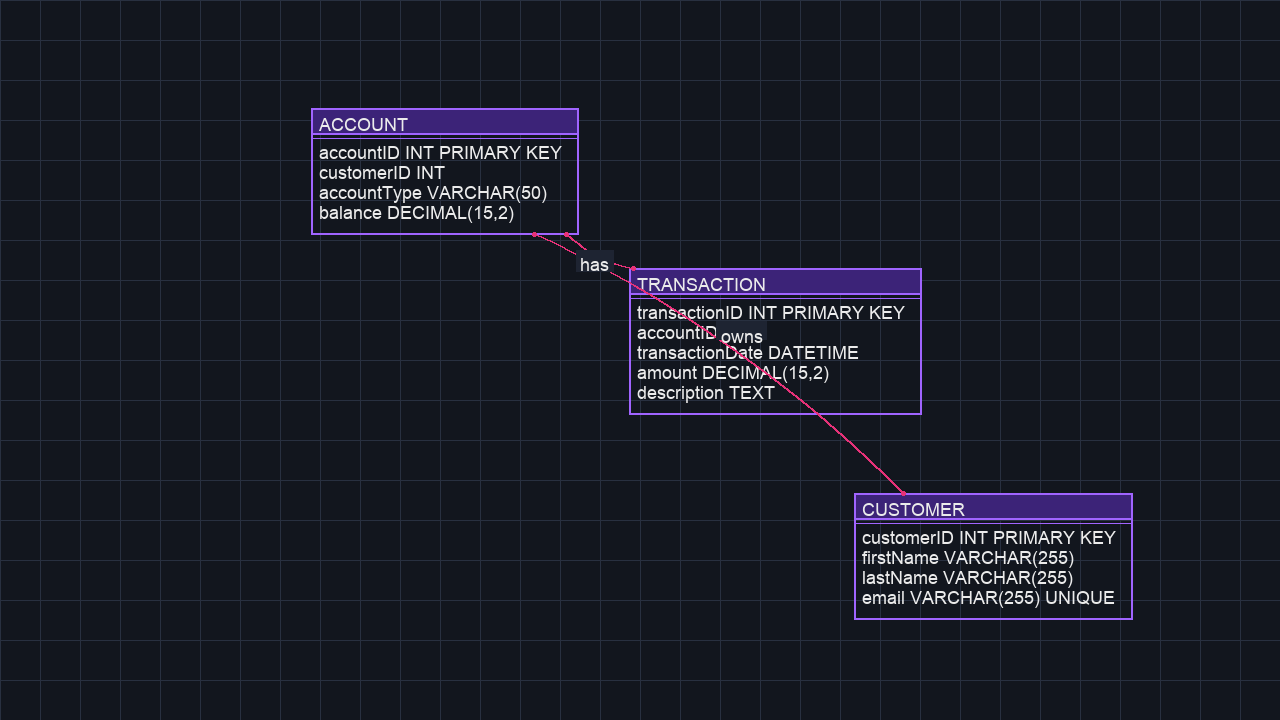 ACCOUNT
accountID INT PRIMARY KEY
customerID INT
accountType VARCHAR(50)
balance DECIMAL(15,2)
has
TRANSACTION
transactionID INT PRIMARY KEY
accountID
owns
transactionDate DATETIME
amount DECIMAL(15,2)
description TEXT
CUSTOMER
customerID INT PRIMARY KEY
firstName VARCHAR(255)
lastName VARCHAR(255)
email VARCHAR(255) UNIQUE